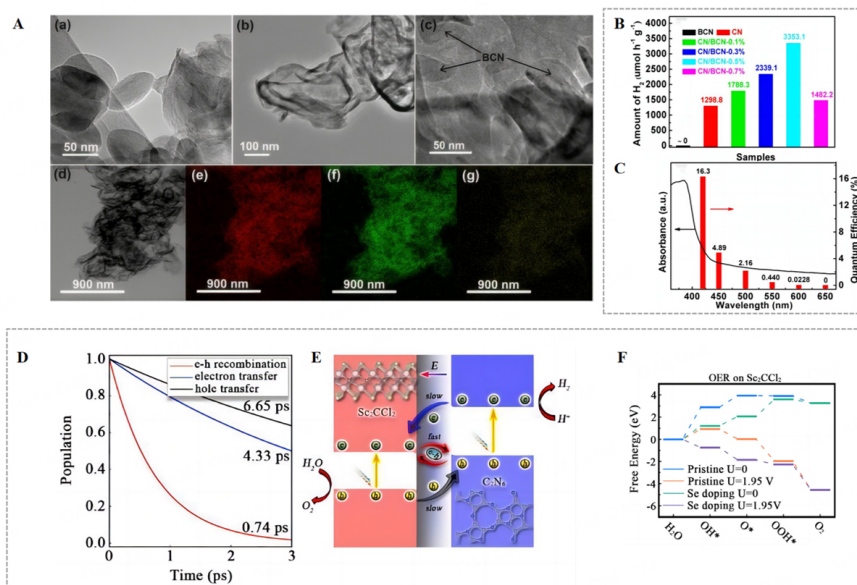 A
(a)
50 nm
(b)
100 nm
(c)
BCN
50 nm
(d)
900 nm
(e)
900 nm
(f)
900 nm
(g)
900 nm
B
Amount of H2 (umol h-1 g-1)
4000
3500
3000
2500
2000
1500
1000
500
0
BCN CN
CN/BCN-0.1%
CN/BCN-0.3%
CN/BCN-0.5%
CN/BCN-0.7%
~ 0
1298.8
1788.2
2339.1
3353.1
1482.2
Samples
C
Absorbance (a.u.)
16.3
4.89
2.16
0.440
0.0228
0
16
12
8
4
0
Quantum Efficiency (%)
400 450 500 550 600 650
Wavelength (nm)
D
Population
1.0
0.8
0.6
0.4
0.2
0.0
e-h recombination
electron transfer
hole transfer
6.65 ps
4.33 ps
0.74 ps
0 1 2 3
Time (ps)
E
Sc2CCl2
E
slow
fast
slow
H2
H+
H2O
O2
F
OER on Sc2CCl2
Free Energy (eV)
4
2
0
-2
-4
-6
Pristine U=0
Pristine U=1.95 V
Se doping U=0
Se doping U=1.95V
H2O OH* O* OOH* O2